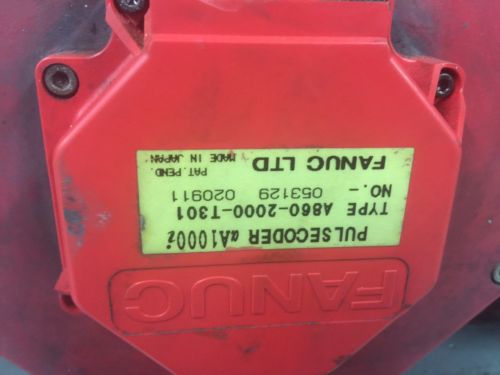 FANUC
PULSECODER αA1000i
TYPE A860-2000-T301
NO.- 053129 020911
FANUC LTD PAT.PEND.
MADE IN JAPAN